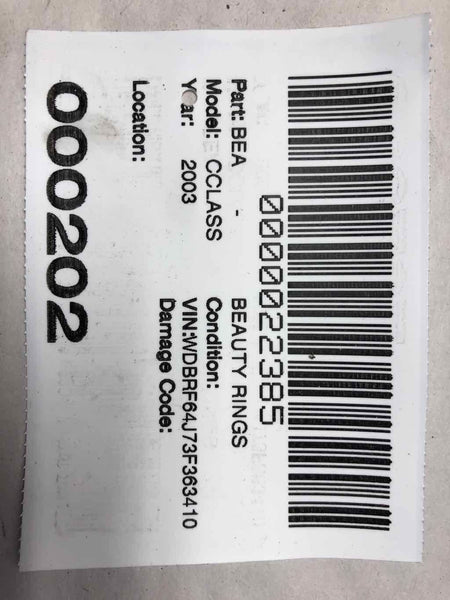 0000022385
Part: BEA - BEAUTY RINGS
Model: CCLASS Condition:
Year: 2003 VIN:WDBRF64J73F363410
Damage Code:
Location:
000202